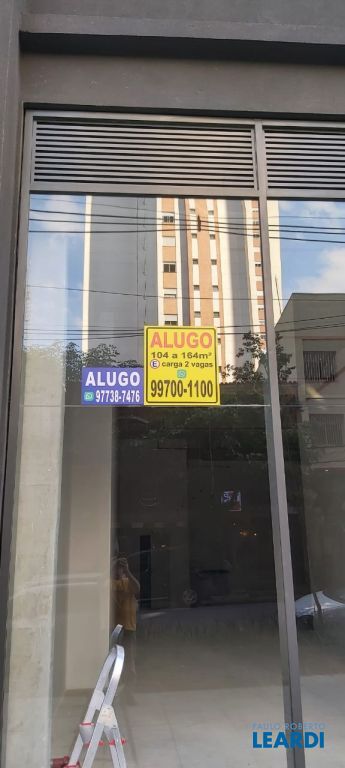 ALUGO
104 a 164m²
E carga 2 vagas
99700-1100
ALUGO
97738-7476
PAULO ROBERTO
LEARDI